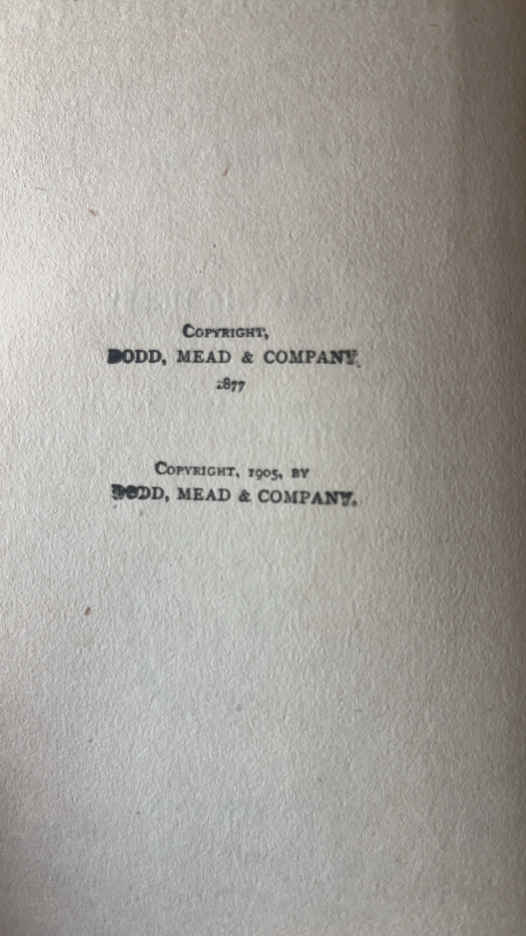 COPYRIGHT,
DODD, MEAD & COMPANY.
1877
COPYRIGHT, 1905, BY
DODD, MEAD & COMPANY.